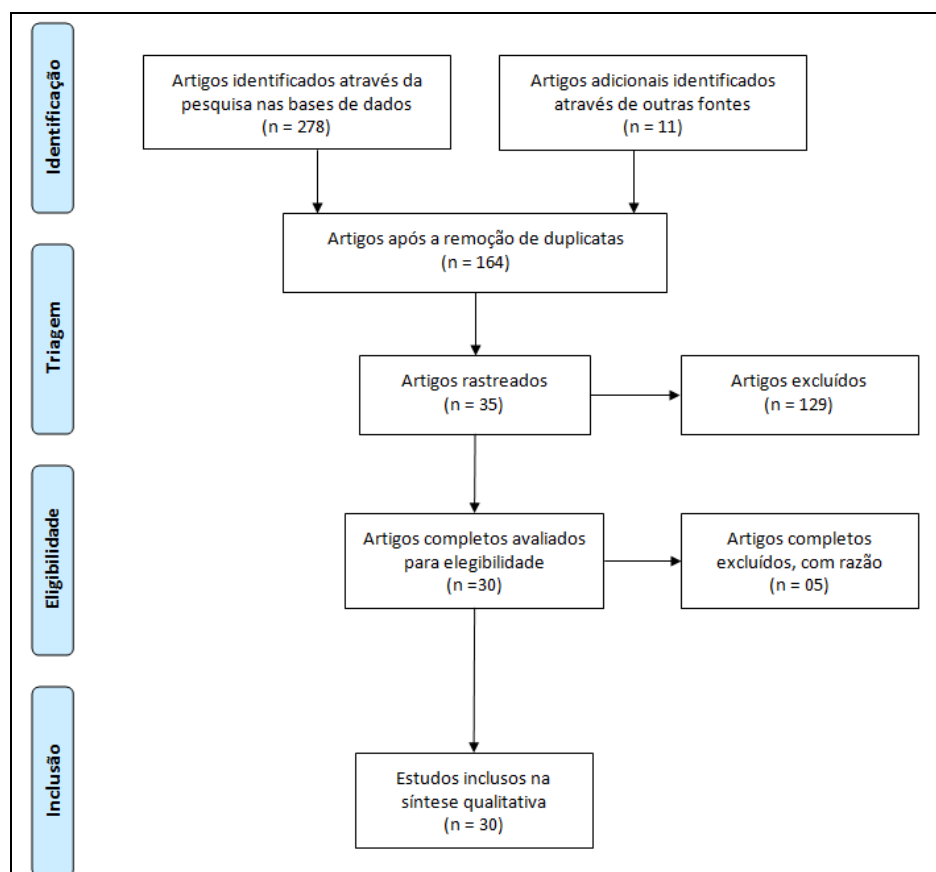 Identificação
Artigos identificados através da
pesquisa nas bases de dados
(n = 278)
Artigos adicionais identificados
através de outras fontes
(n = 11)
Triagem
Artigos após a remoção de duplicatas
(n = 164)
Artigos rastreados
(n = 35)
Artigos excluídos
(n = 129)
Eligibilidade
Artigos completos avaliados
para elegibilidade
(n =30)
Artigos completos
excluídos, com razão
(n = 05)
Inclusão
Estudos inclusos na
síntese qualitativa
(n = 30)